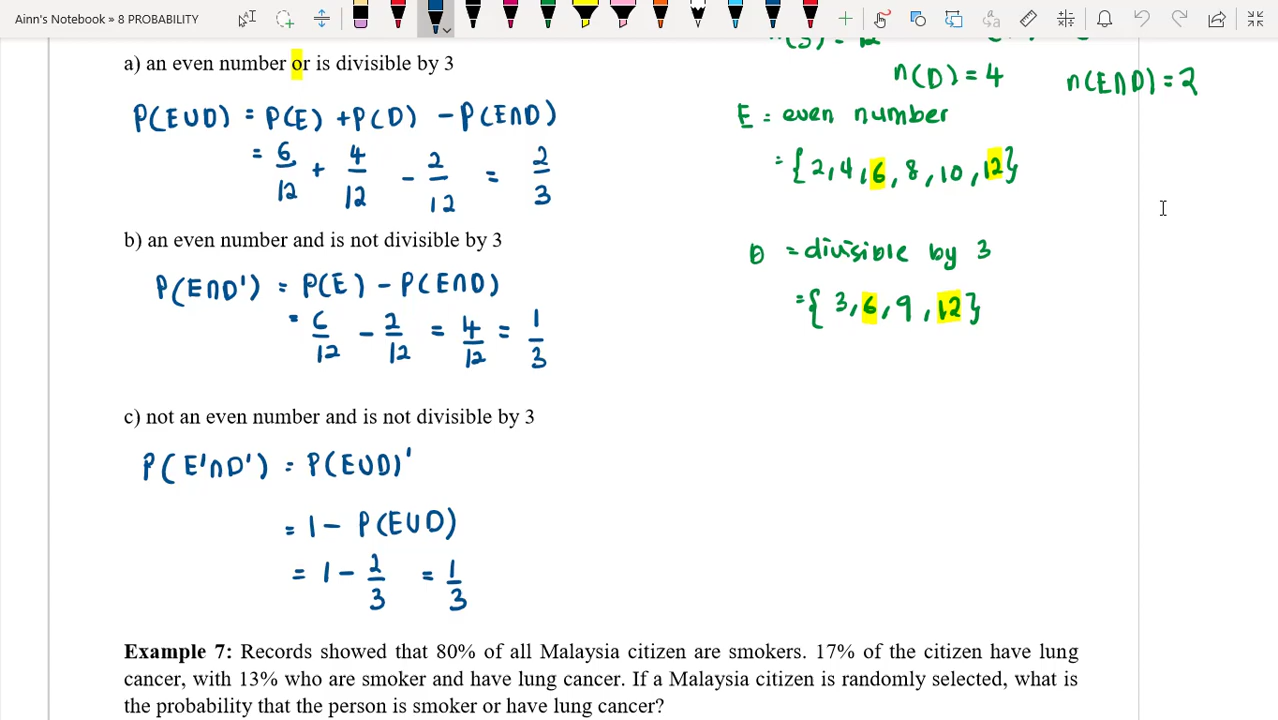 Ainn's Notebook » 8 PROBABILITY
n(S) = 12
a) an even number or is divisible by 3
n(D) = 4 n(E∩D) = 2
P(E∪D) = P(E) + P(D) - P(E∩D)
= 6/12 + 4/12 - 2/12 = 2/3
E = even number
= {2, 4, 6, 8, 10, 12}
b) an even number and is not divisible by 3
P(E∩D') = P(E) - P(E∩D)
= 6/12 - 2/12 = 4/12 = 1/3
D = divisible by 3
= {3, 6, 9, 12}
c) not an even number and is not divisible by 3
P(E'∩D') = P(E∪D)'
= 1 - P(E∪D)
= 1 - 2/3 = 1/3
Example 7: Records showed that 80% of all Malaysia citizen are smokers. 17% of the citizen have lung
cancer, with 13% who are smoker and have lung cancer. If a Malaysia citizen is randomly selected, what is
the probability that the person is smoker or have lung cancer?